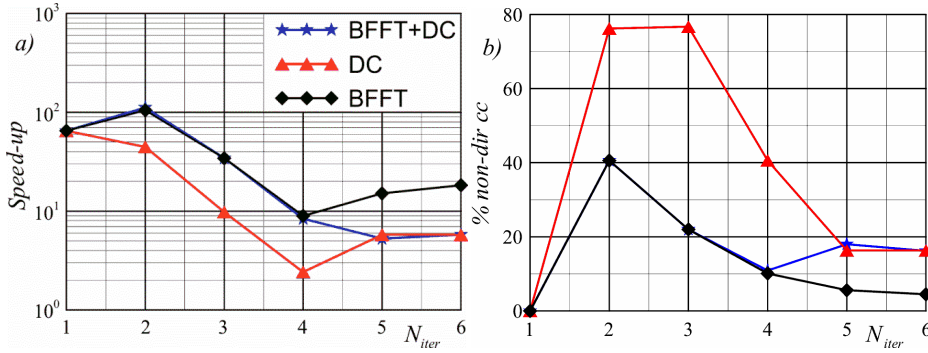 a)
Speed-up
10³
10²
10¹
10⁰
1 2 3 4 5 6
N_iter
BFFT+DC
DC
BFFT
b)
% non-dir cc
80
60
40
20
0
1 2 3 4 5 6
N_iter